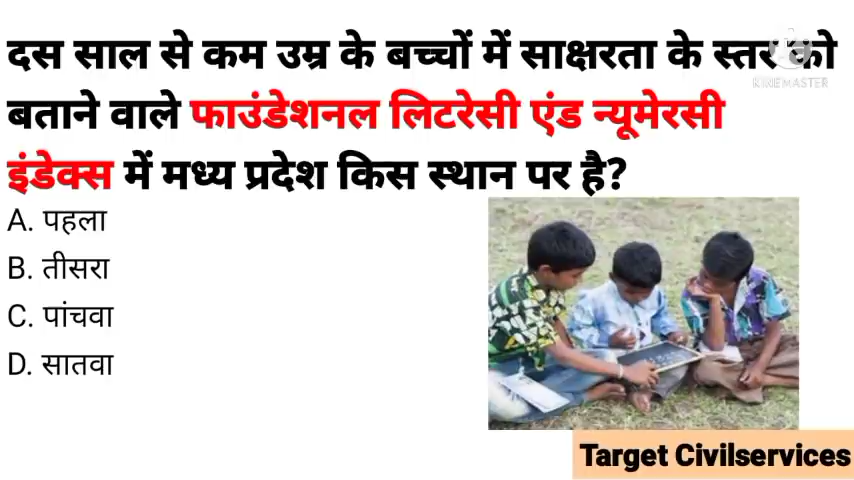 दस साल से कम उम्र के बच्चों में साक्षरता के स्तर को
KINEMASTER
बताने वाले फाउंडेशनल लिटरेसी एंड न्यूमेरसी
इंडेक्स में मध्य प्रदेश किस स्थान पर है?
A. पहला
B. तीसरा
C. पांचवा
D. सातवा
Target Civilservices